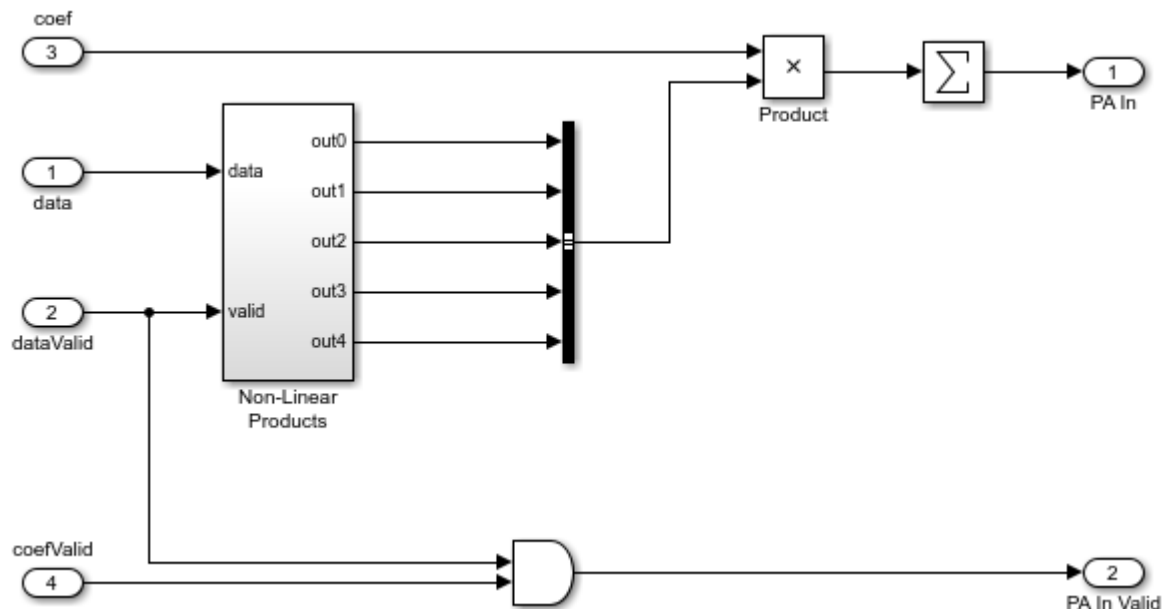 coef
3
×
Product
1
PA In
1
data
data
out0
out1
out2
out3
out4
2
dataValid
valid
Non-Linear
Products
coefValid
4
2
PA In Valid